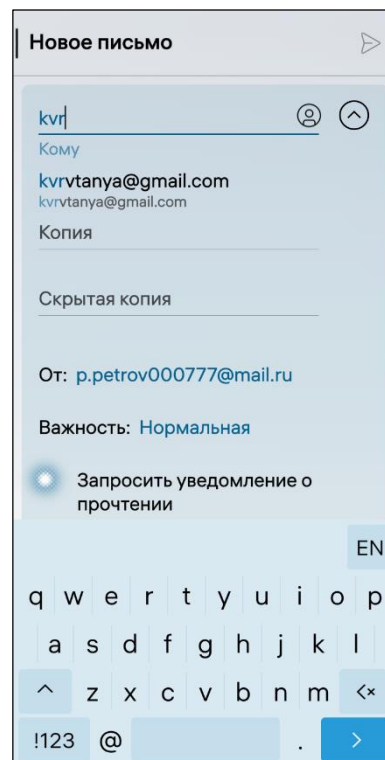 Новое письмо
kvr
Кому
kvrvtanya@gmail.com
kvrvtanya@gmail.com
Копия
Скрытая копия
От: p.petrov000777@mail.ru
Важность: Нормальная
Запросить уведомление о
прочтении
EN
q w e r t y u i o p
a s d f g h j k l
z x c v b n m
!123 @ .